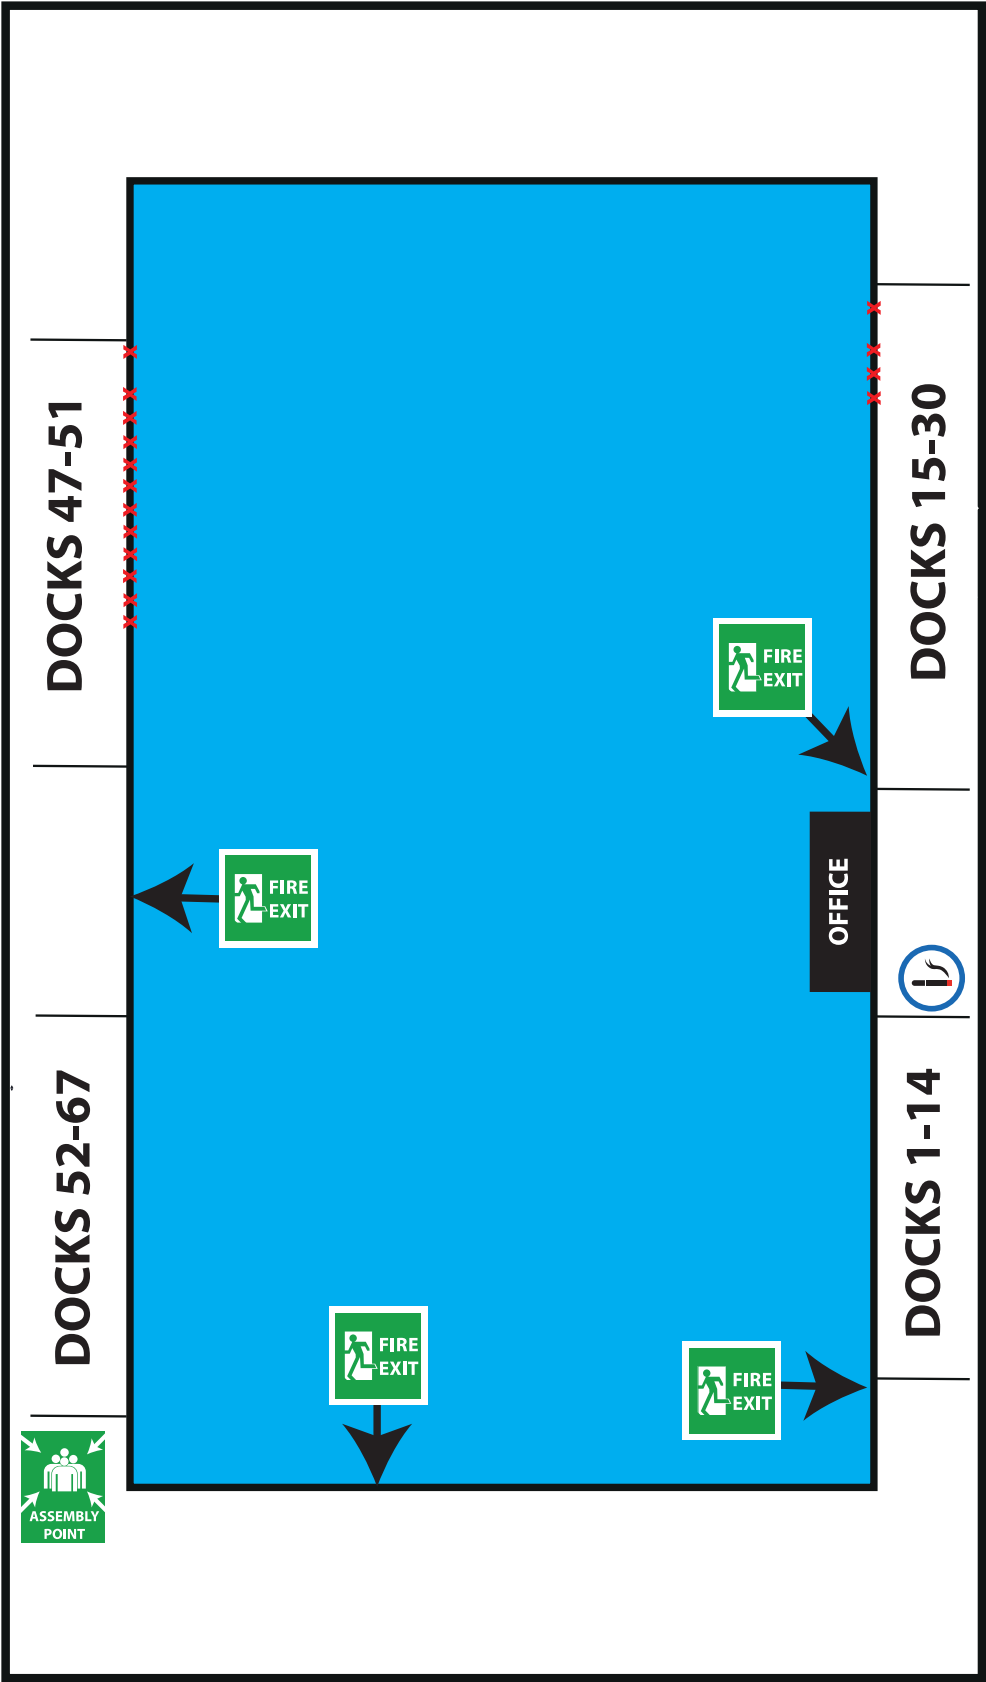 DOCKS 47-51
DOCKS 15-30
FIRE
EXIT
FIRE
EXIT
OFFICE
DOCKS 52-67
DOCKS 1-14
FIRE
EXIT
FIRE
EXIT
ASSEMBLY
POINT